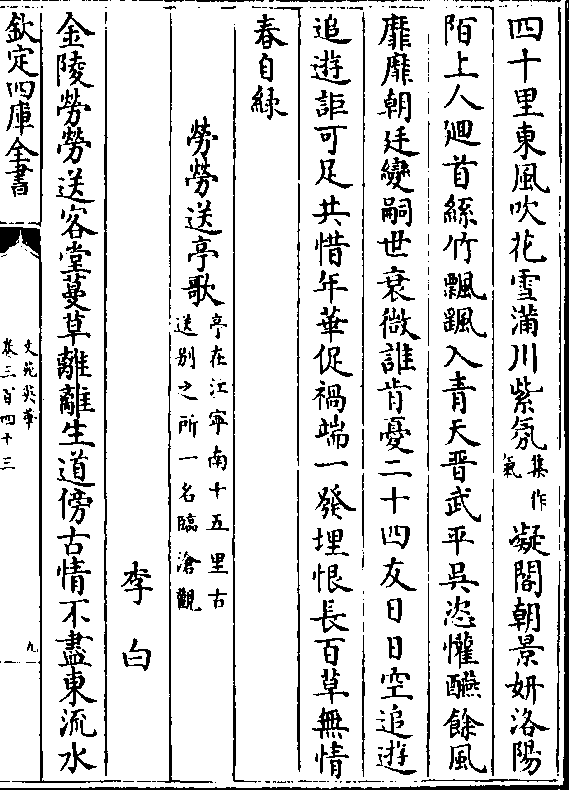 四十里東風吹花雪滿川紫氛集作氣凝閣朝景妍洛陽
陌上人廻首絲竹飄颻入青天晋武平吳恣懽醼餘風
靡靡朝廷變嗣世衰微誰肯憂二十四友日日空追遊
追遊詎可足共惜年華促禍端一發埋恨長百草無情
春自緑
勞勞送亭歌亭在江寧南十五里古送别之所一名臨滄觀
李白
金陵勞勞送客堂蔓草離離生道傍古情不盡東流水
欽定四庫全書
文苑英華
卷三百四十三
九